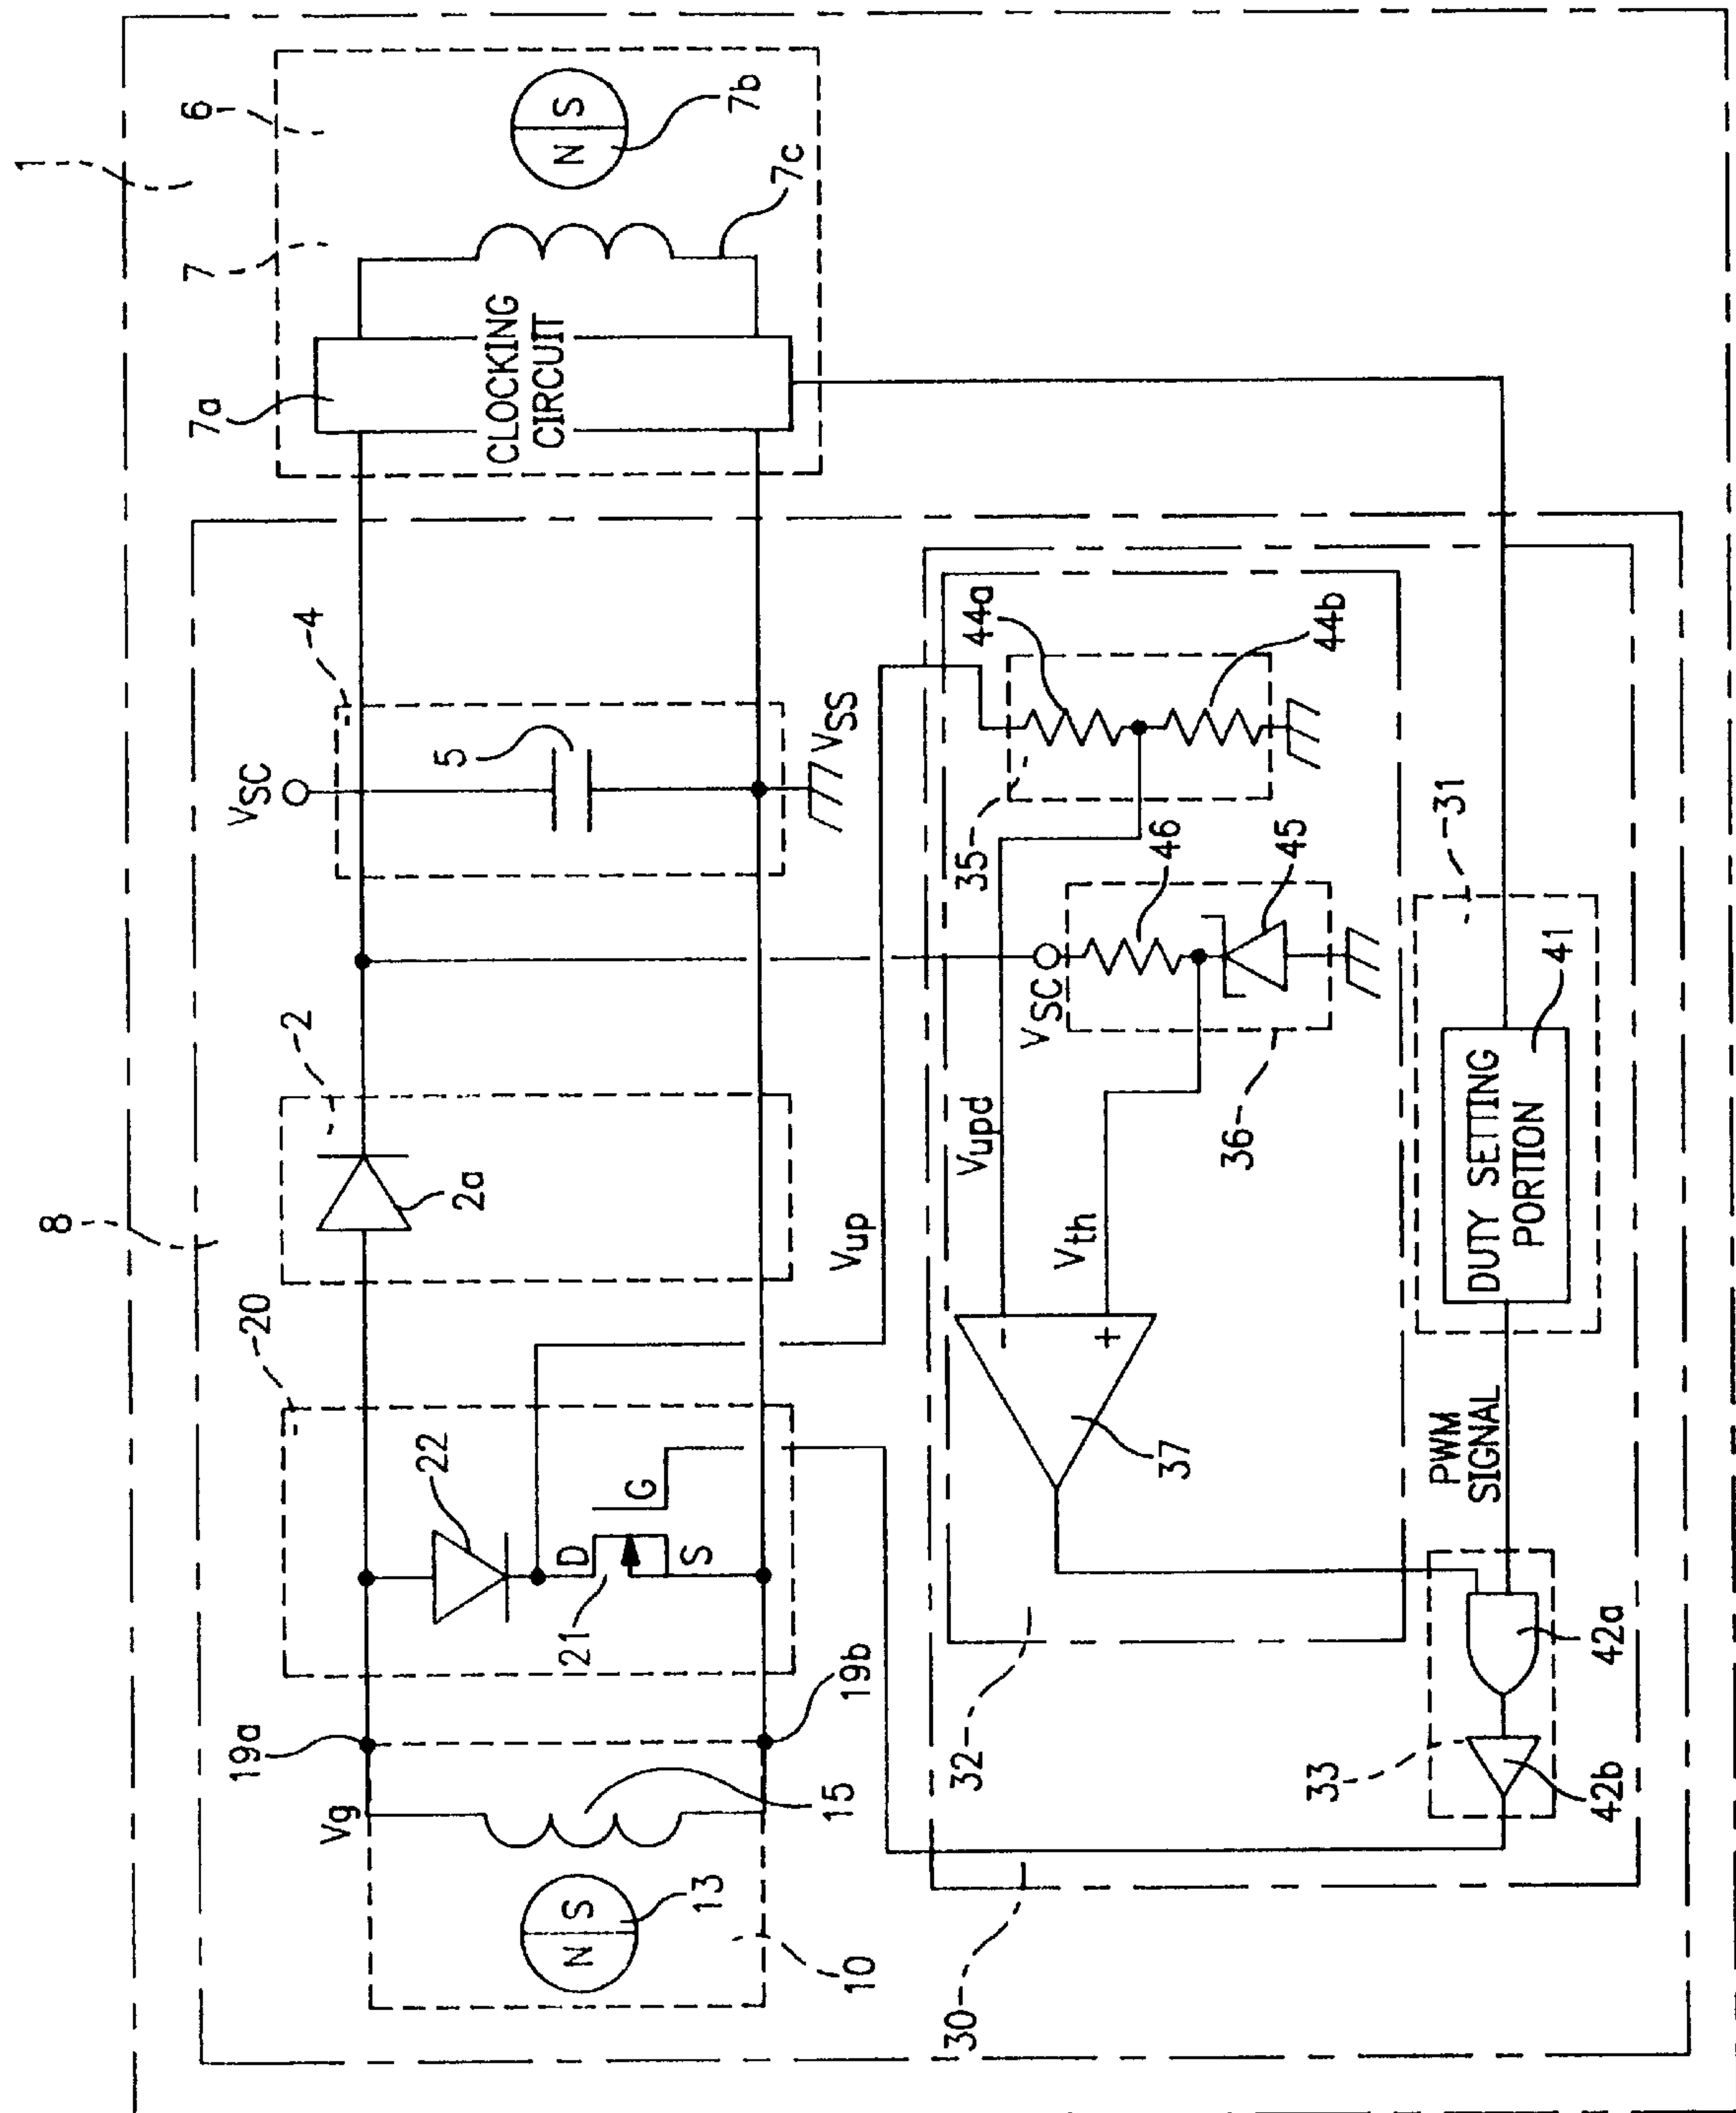 1
8
20
2
4
7
6
7a
CLOCKING
CIRCUIT
N
S
7b
7c
VSC
5
VSS
2a
22
D
G
S
21
19a
19b
Vg
15
N
S
13
10
Vup
Vupd
Vth
VSC
35
44a
44b
46
45
36
37
32
30
31
DUTY SETTING
PORTION
41
PWM
SIGNAL
33
42a
42b
-
+